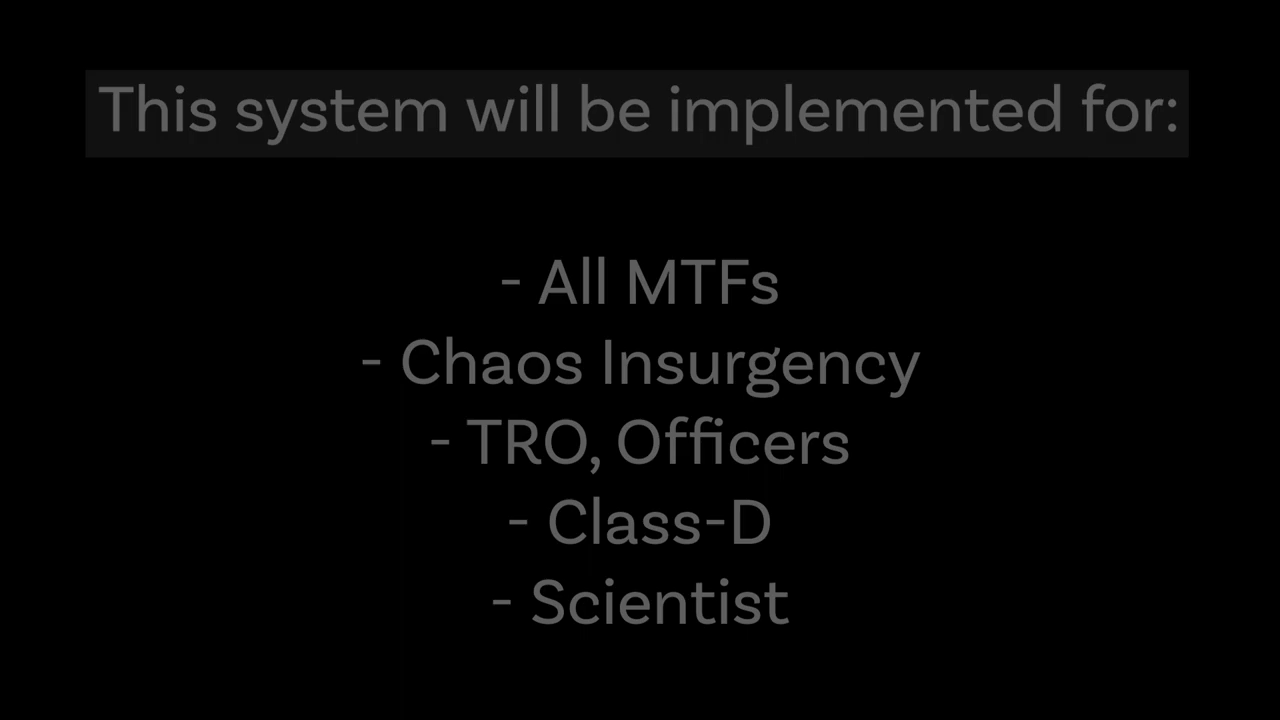 This system will be implemented for:
- All MTFs
- Chaos Insurgency
- TRO, Officers
- Class-D
- Scientist